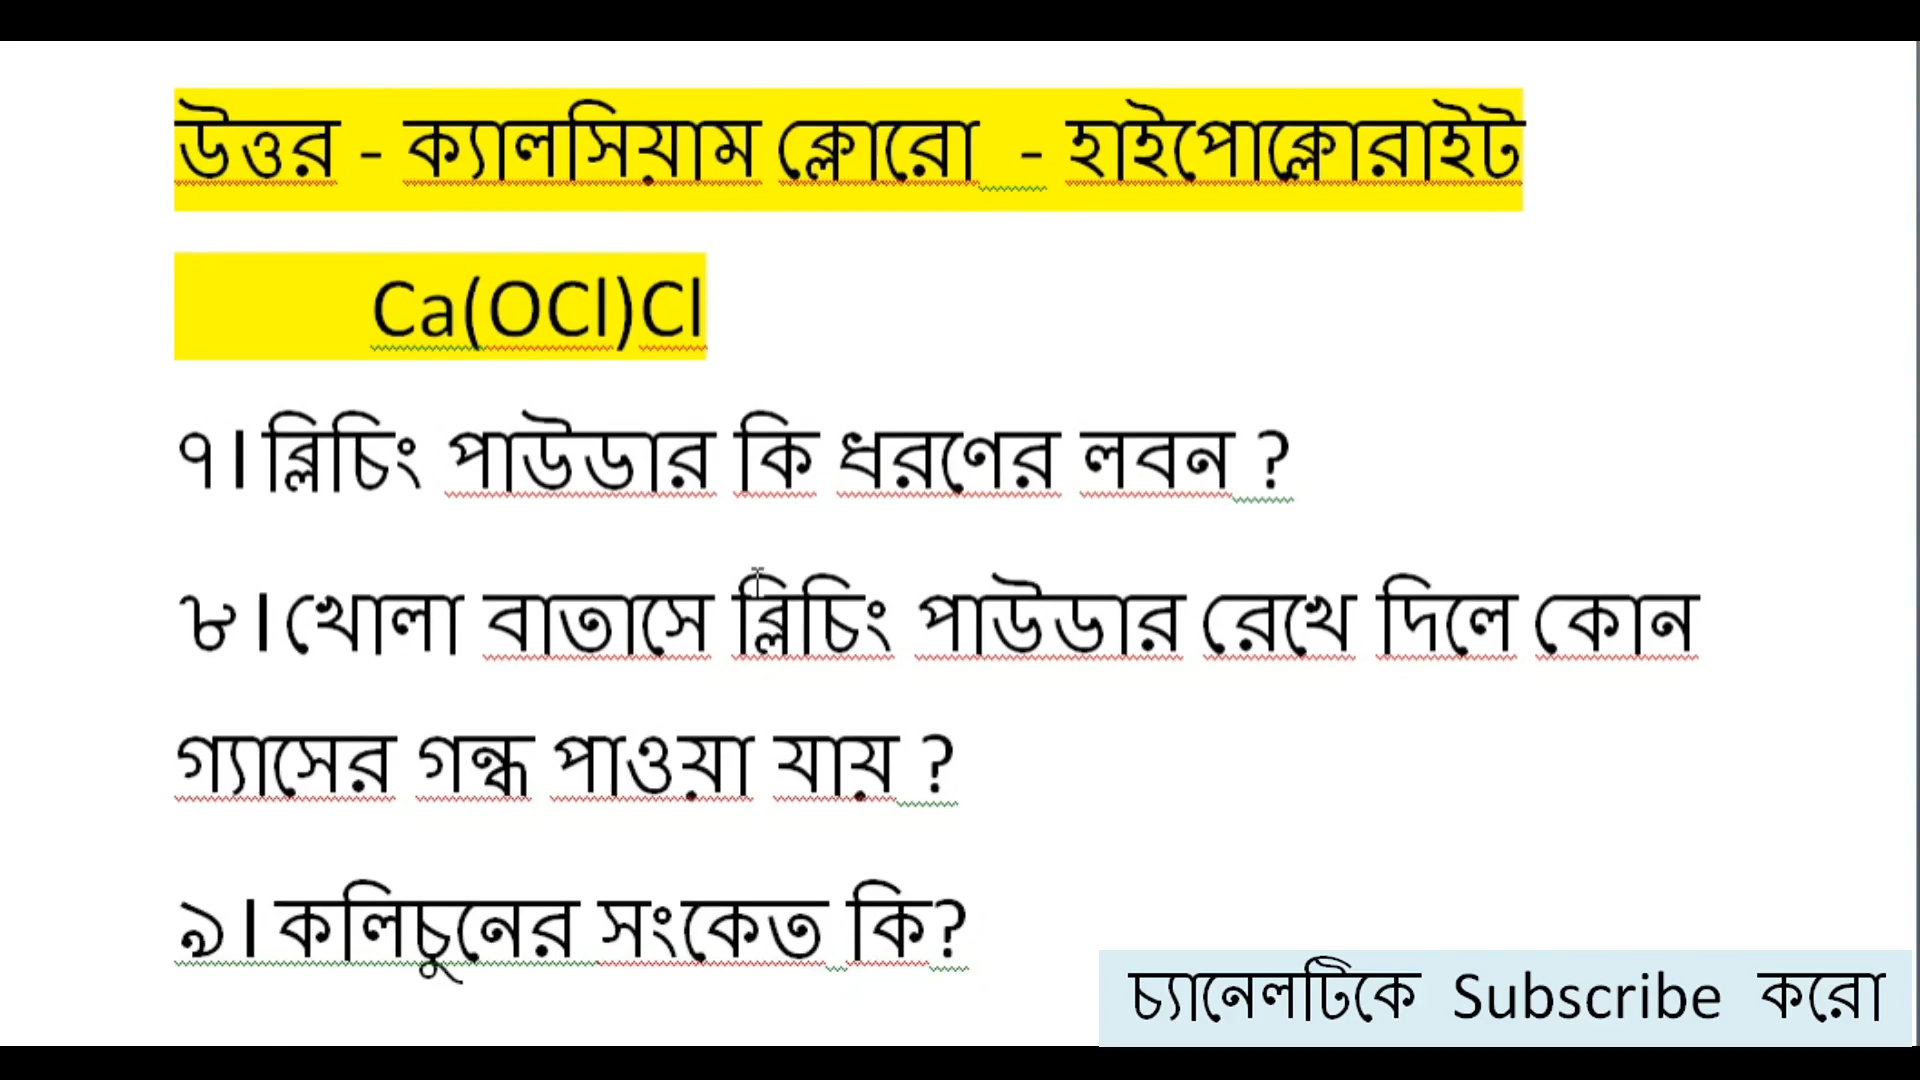 উত্তর - ক্যালসিয়াম ক্লোরো - হাইপোক্লোরাইট
Ca(OCl)Cl
৭। ব্লিচিং পাউডার কি ধরণের লবন ?
৮। খোলা বাতাসে ব্লিচিং পাউডার রেখে দিলে কোন
গ্যাসের গন্ধ পাওয়া যায় ?
৯। কলিচুনের সংকেত কি?
চ্যানেলটিকে Subscribe করো